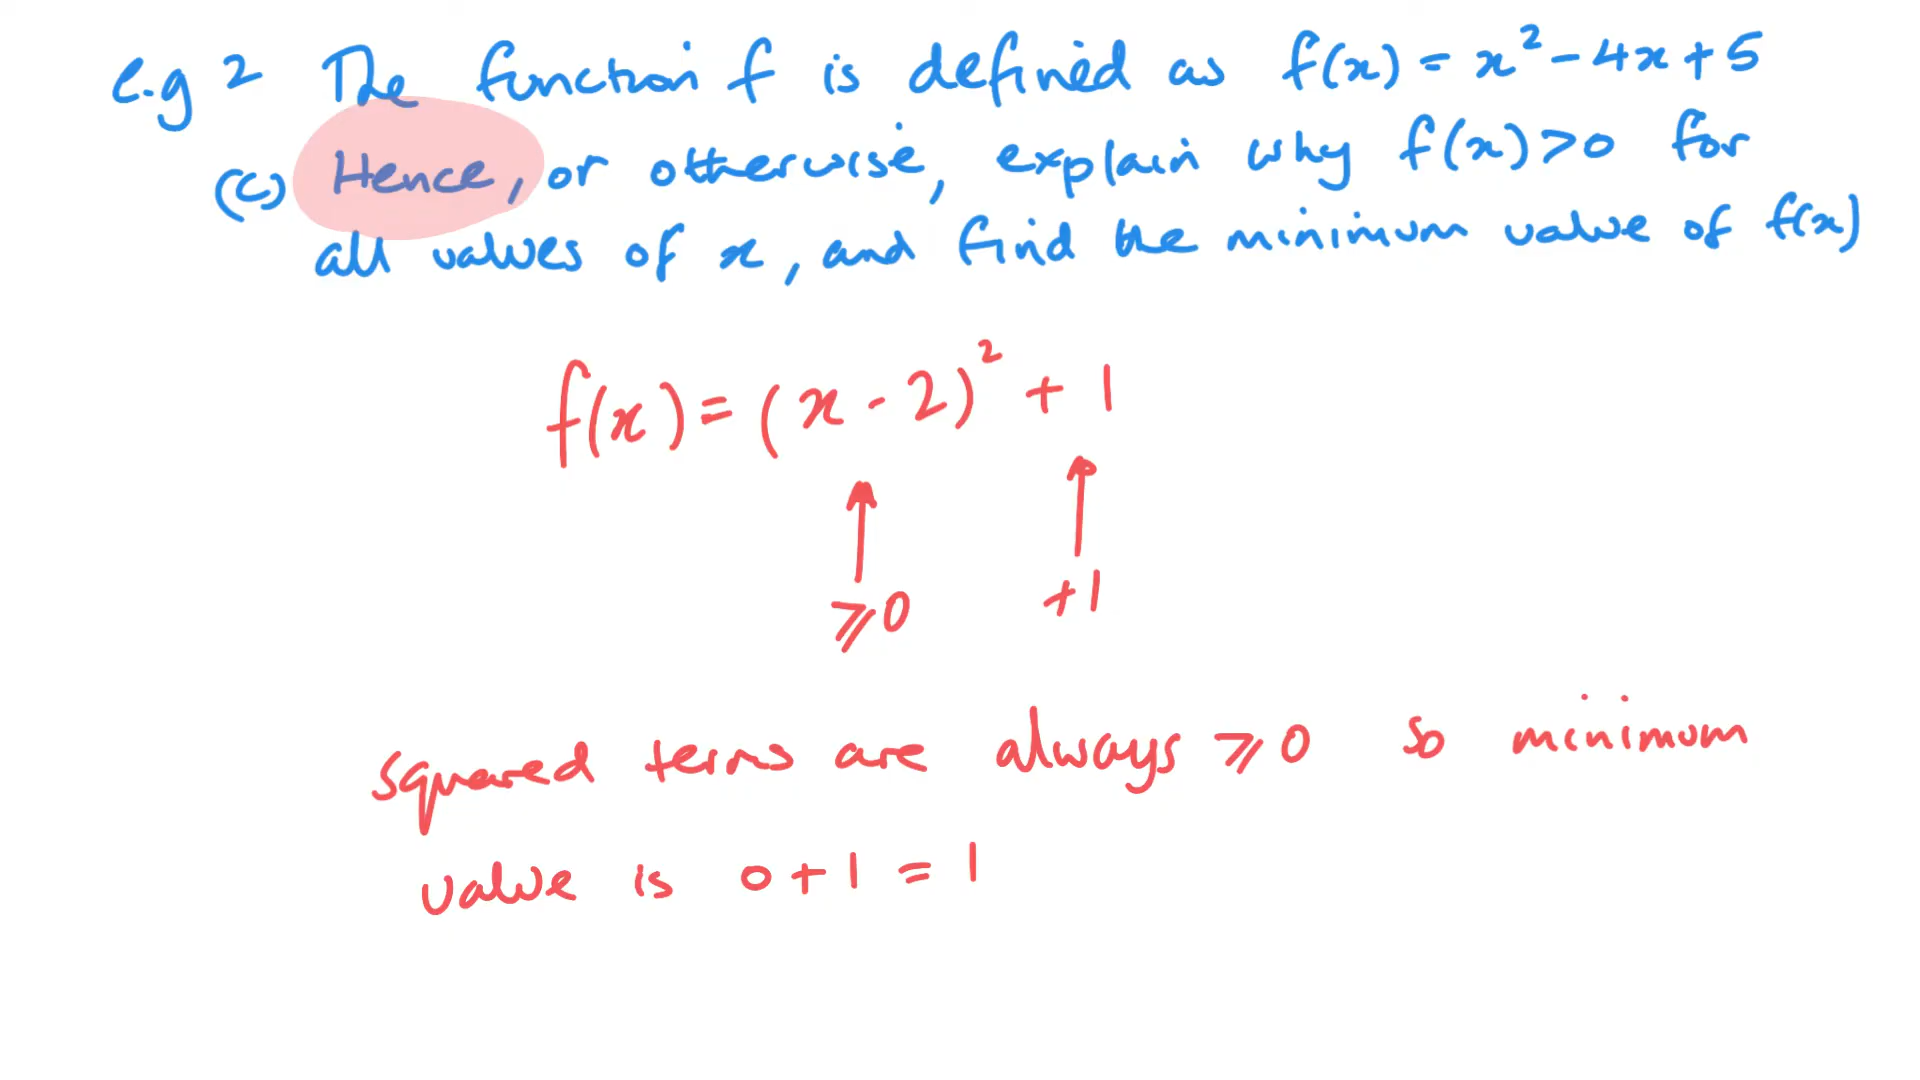 e.g 2 The function f is defined as f(x) = x² - 4x + 5
(c) Hence, or otherwise, explain why f(x) > 0 for
all values of x, and find the minimum value of f(x)
f(x) = (x - 2)² + 1
⩾0 +1
squared terms are always ⩾0 so minimum
value is 0 + 1 = 1